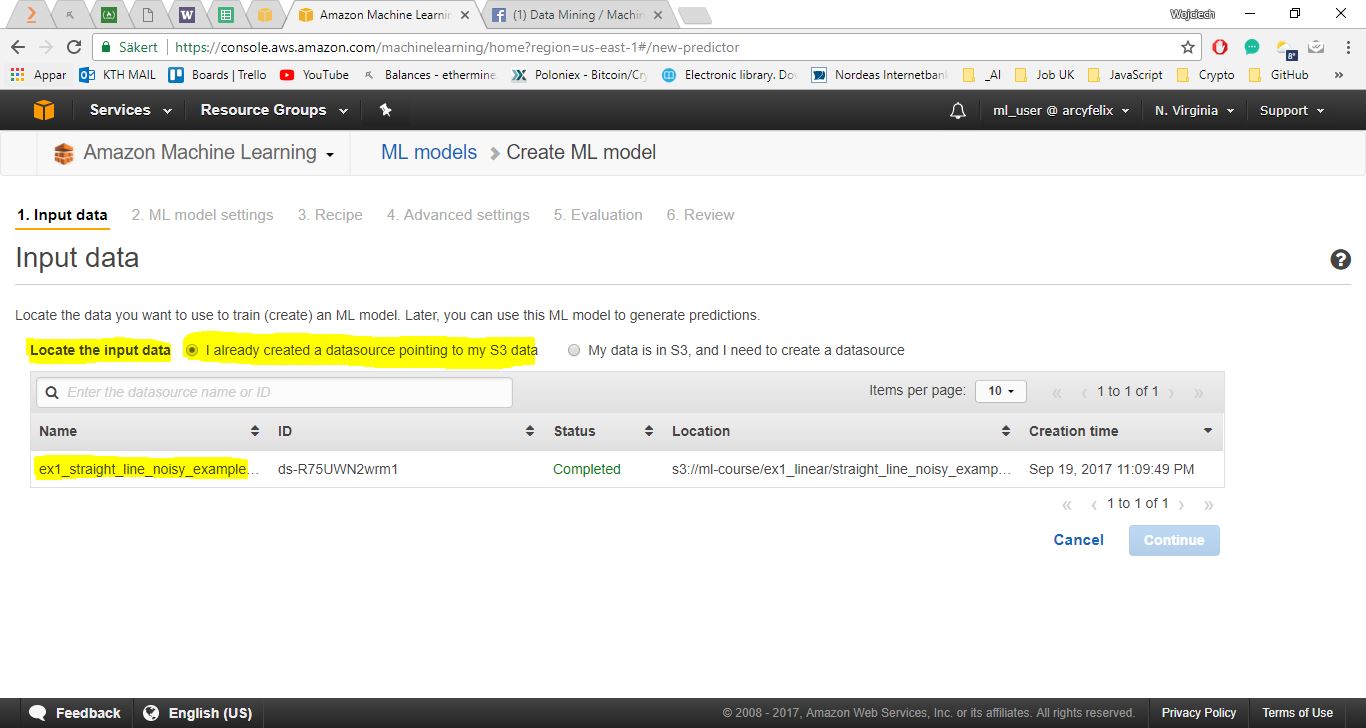 Wojciech
Amazon Machine Learnin
(1) Data Mining / Machin
Säkert https://console.aws.amazon.com/machinelearning/home?region=us-east-1#/new-predictor
8°
Appar KTH MAIL Boards | Trello YouTube Balances - ethermine Poloniex - Bitcoin/Cry Electronic library. Do Nordeas Internetbank _AI Job UK JavaScript Crypto GitHub »
Services Resource Groups ml_user @ arcyfelix N. Virginia Support
Amazon Machine Learning ML models Create ML model
1. Input data 2. ML model settings 3. Recipe 4. Advanced settings 5. Evaluation 6. Review
Input data
Locate the data you want to use to train (create) an ML model. Later, you can use this ML model to generate predictions.
Locate the input data I already created a datasource pointing to my S3 data My data is in S3, and I need to create a datasource
Enter the datasource name or ID Items per page: 10 « ‹ 1 to 1 of 1 › »
Name ID Status Location Creation time
ex1_straight_line_noisy_example... ds-R75UWN2wrm1 Completed s3://ml-course/ex1_linear/straight_line_noisy_examp... Sep 19, 2017 11:09:49 PM
« ‹ 1 to 1 of 1 › »
Cancel Continue
Feedback English (US) © 2008 - 2017, Amazon Web Services, Inc. or its affiliates. All rights reserved. Privacy Policy Terms of Use